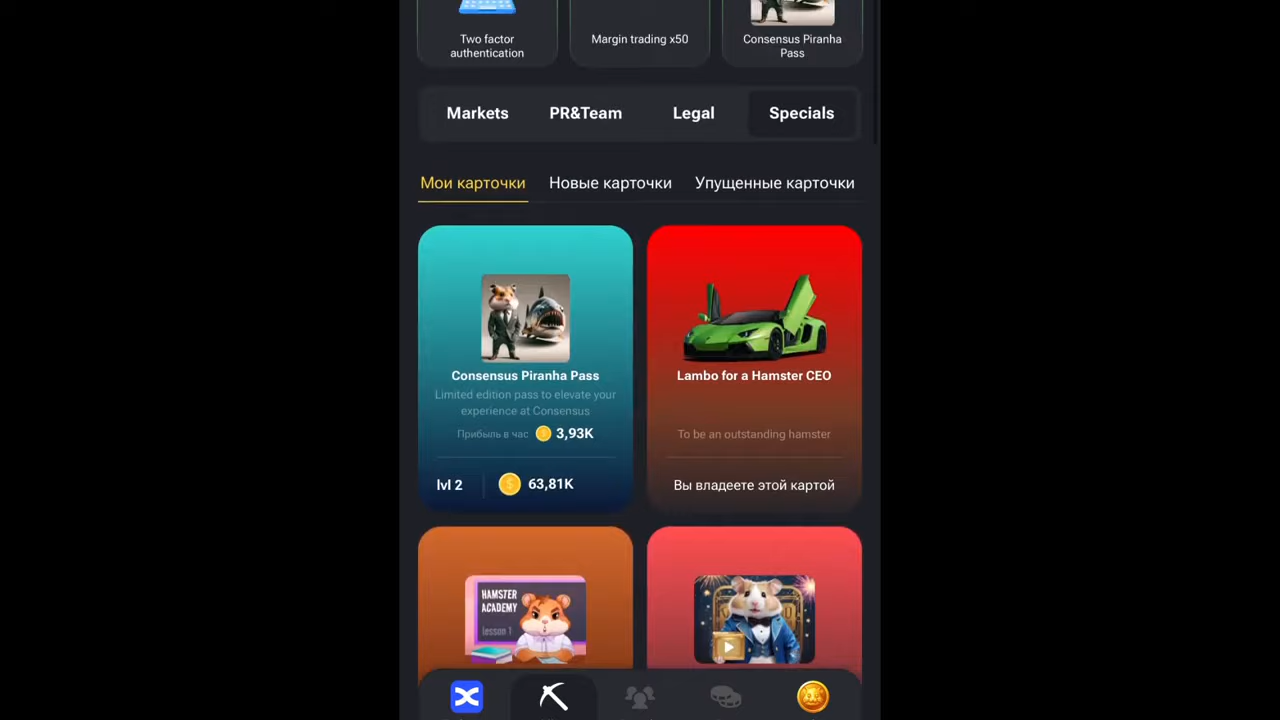 Two factor
authentication
Margin trading x50
Consensus Piranha
Pass
Markets PR&Team Legal Specials
Мои карточки Новые карточки Упущенные карточки
Consensus Piranha Pass
Limited edition pass to elevate your
experience at Consensus
Прибыль в час 3,93K
lvl 2 63,81K
Lambo for a Hamster CEO
To be an outstanding hamster
Вы владеете этой картой
HAMSTER
ACADEMY
lesson 1